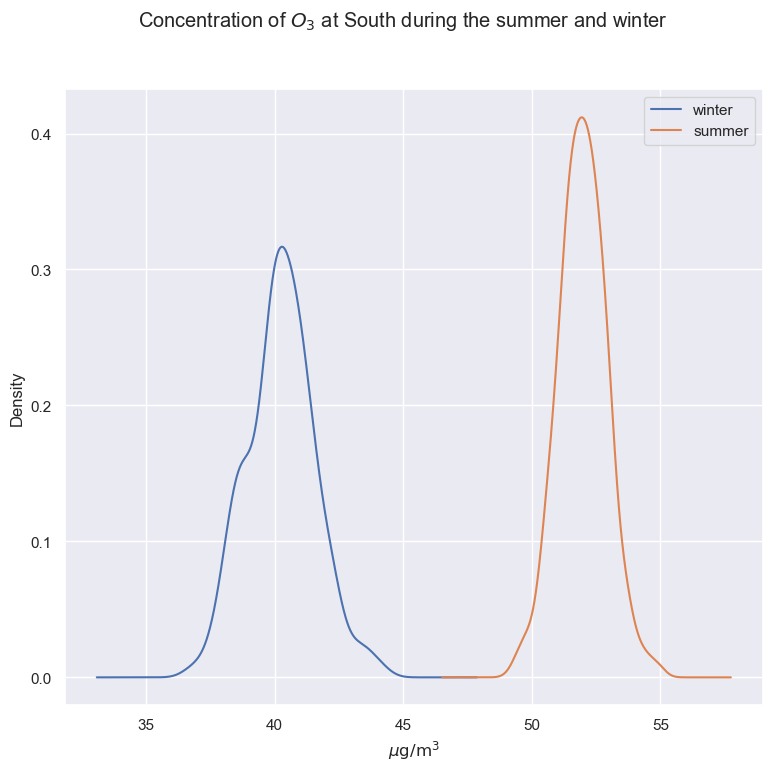 Concentration of O₃ at South during the summer and winter
winter
summer
0.4
0.3
0.2
0.1
0.0
Density
35 40 45 50 55
μg/m³